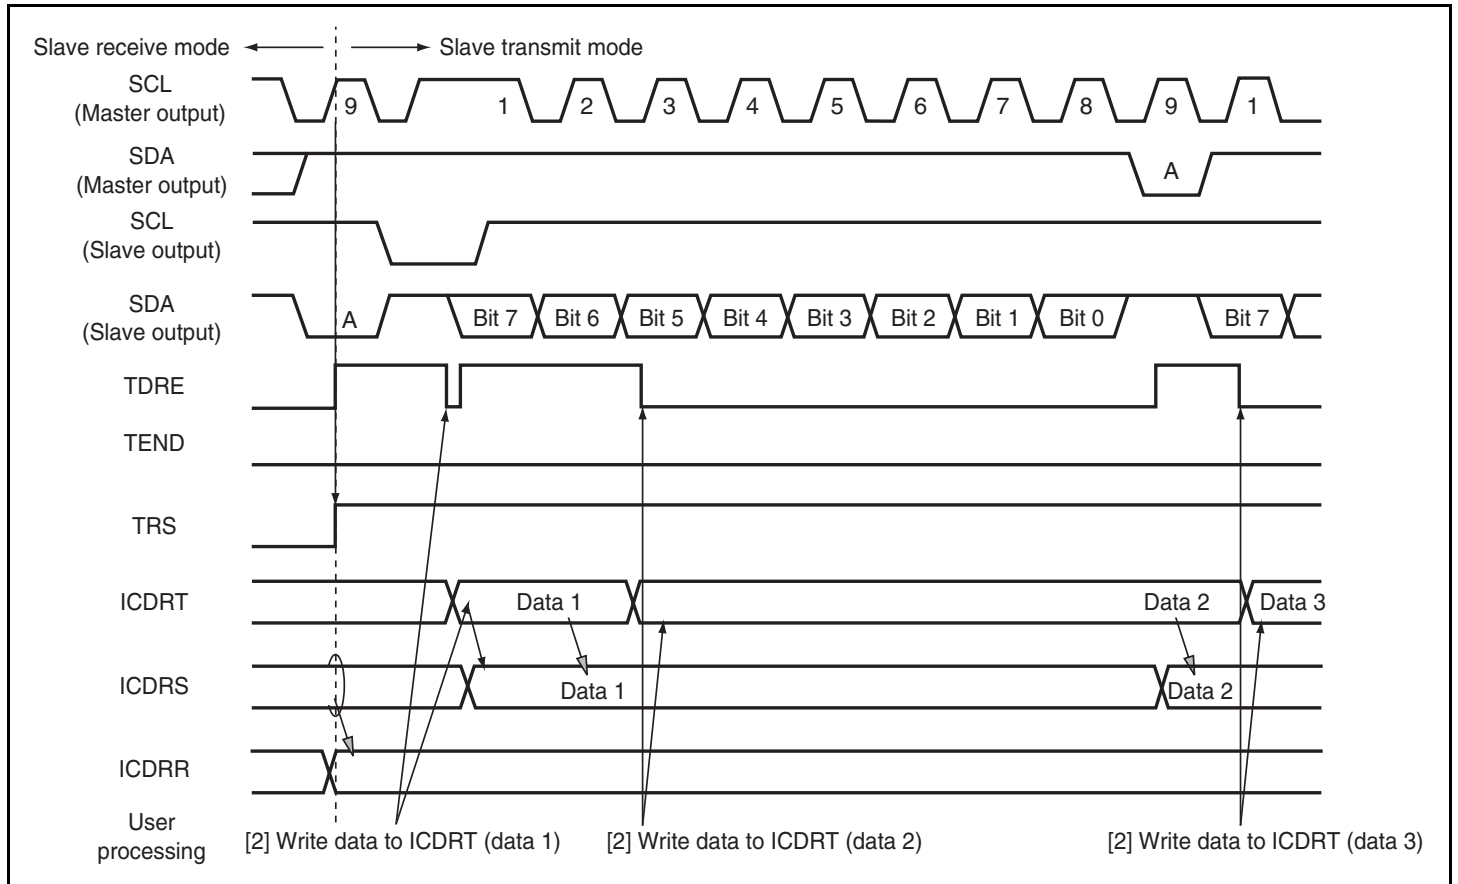 Slave receive mode
Slave transmit mode
SCL
(Master output)
9
1
2
3
4
5
6
7
8
9
1
SDA
(Master output)
A
SCL
(Slave output)
SDA
(Slave output)
A
Bit 7
Bit 6
Bit 5
Bit 4
Bit 3
Bit 2
Bit 1
Bit 0
Bit 7
TDRE
TEND
TRS
ICDRT
Data 1
Data 2
Data 3
ICDRS
Data 1
Data 2
ICDRR
User
processing
[2] Write data to ICDRT (data 1)
[2] Write data to ICDRT (data 2)
[2] Write data to ICDRT (data 3)